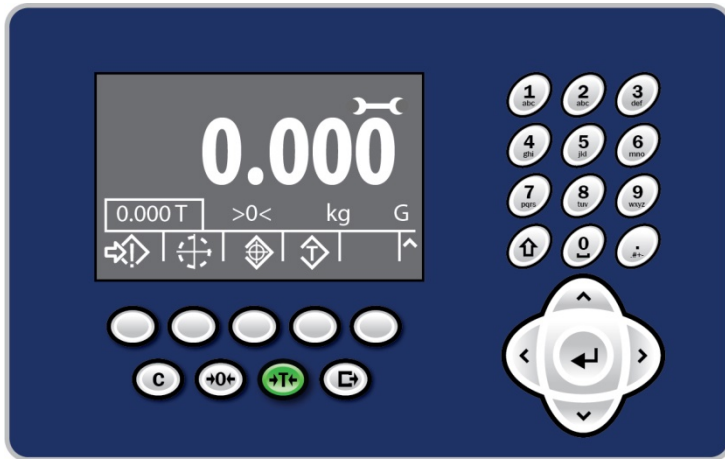 0.000
0.000 T >0< kg G
T
1 2 3
abc abc def
4 5 6
ghi jkl mno
7 8 9
pqrs tuv wxyz
0 .
#+-
C →0← →T←